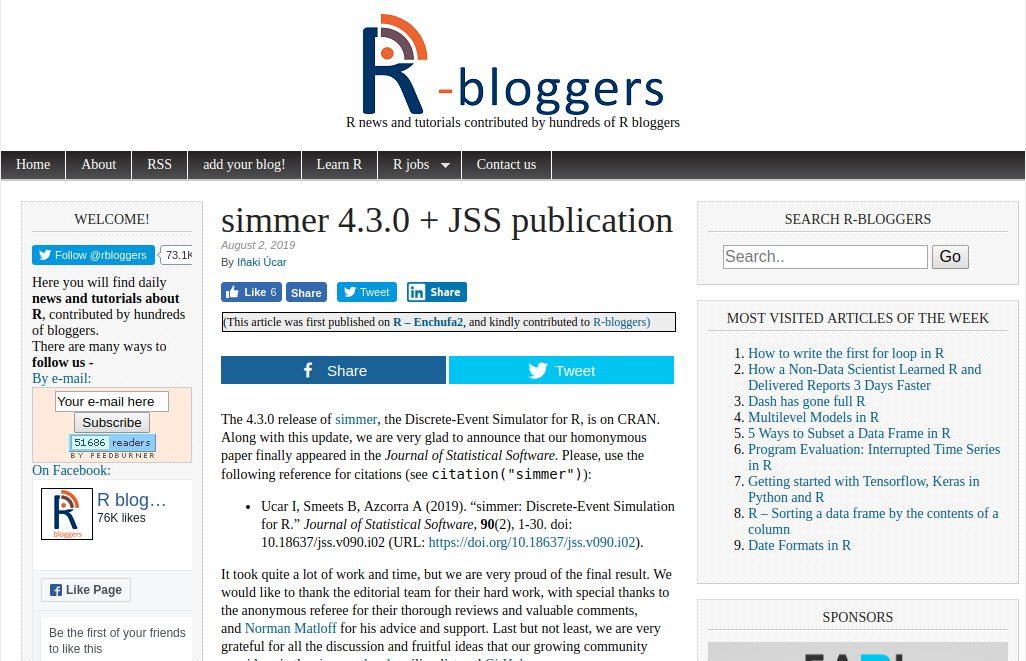 R -bloggers
R news and tutorials contributed by hundreds of R bloggers
Home About RSS add your blog! Learn R R jobs Contact us
WELCOME!
Follow @rbloggers 73.1K
Here you will find daily
news and tutorials about
R, contributed by hundreds
of bloggers.
There are many ways to
follow us -
By e-mail:
Your e-mail here
Subscribe
51686 readers
BY FEEDBURNER
On Facebook:
R blog…
76K likes
bloggers
Like Page
Be the first of your friends
to like this
simmer 4.3.0 + JSS publication
August 2, 2019
By Iñaki Úcar
Like 6 Share Tweet in Share
(This article was first published on R – Enchufa2, and kindly contributed to R-bloggers)
Share Tweet
The 4.3.0 release of simmer, the Discrete-Event Simulator for R, is on CRAN.
Along with this update, we are very glad to announce that our homonymous
paper finally appeared in the Journal of Statistical Software. Please, use the
following reference for citations (see citation("simmer")):
• Ucar I, Smeets B, Azcorra A (2019). “simmer: Discrete-Event Simulation
for R.” Journal of Statistical Software, 90(2), 1-30. doi:
10.18637/jss.v090.i02 (URL: https://doi.org/10.18637/jss.v090.i02).
It took quite a lot of work and time, but we are very proud of the final result. We
would like to thank the editorial team for their hard work, with special thanks to
the anonymous referee for their thorough reviews and valuable comments,
and Norman Matloff for his advice and support. Last but not least, we are very
grateful for all the discussion and fruitful ideas that our growing community
SEARCH R-BLOGGERS
Search.. Go
MOST VISITED ARTICLES OF THE WEEK
1. How to write the first for loop in R
2. How a Non-Data Scientist Learned R and
Delivered Reports 3 Days Faster
3. Dash has gone full R
4. Multilevel Models in R
5. 5 Ways to Subset a Data Frame in R
6. Program Evaluation: Interrupted Time Series
in R
7. Getting started with Tensorflow, Keras in
Python and R
8. R – Sorting a data frame by the contents of a
column
9. Date Formats in R
SPONSORS